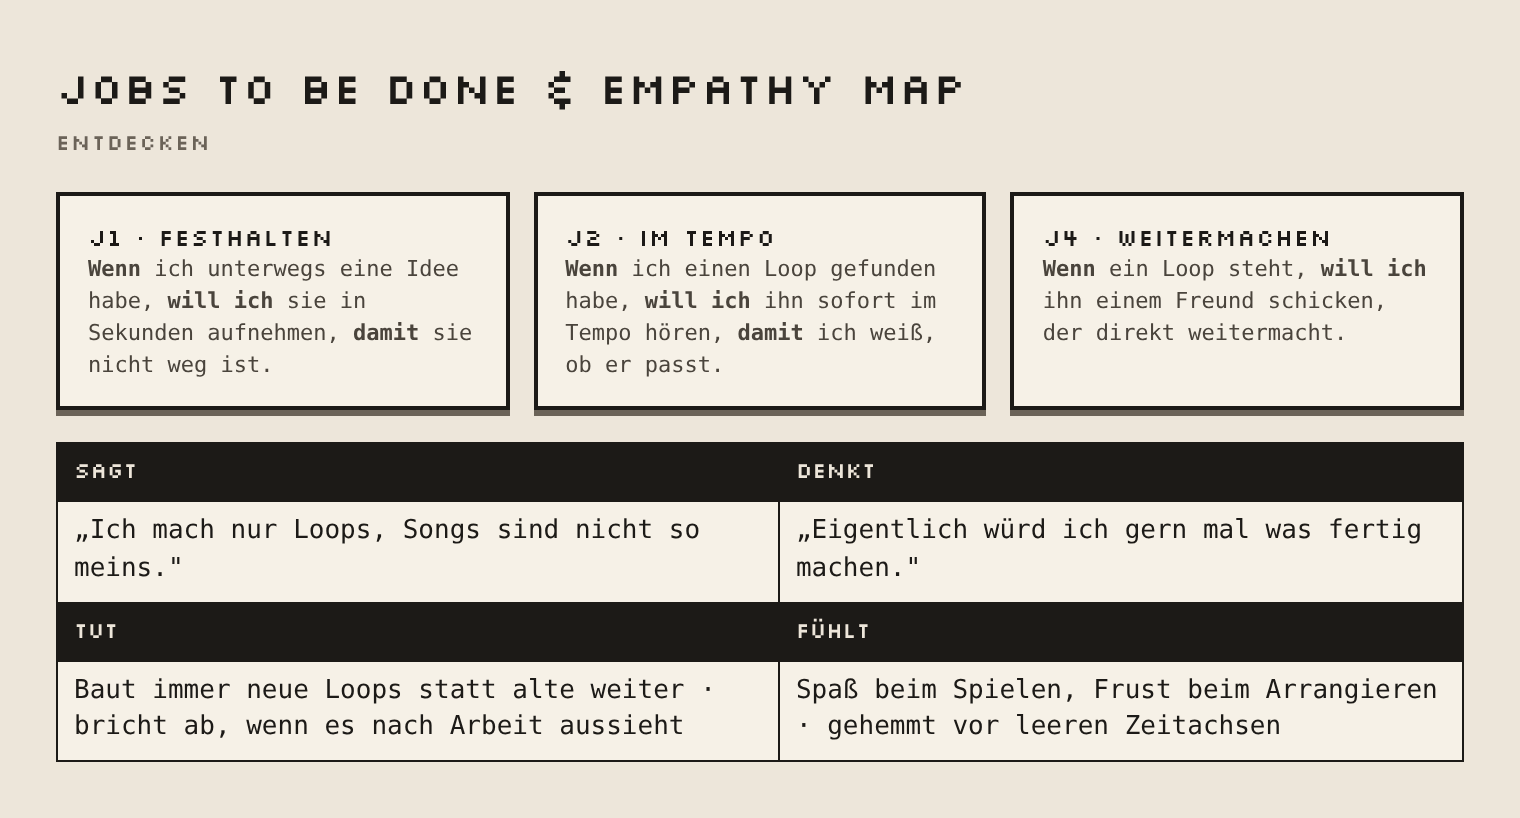 JOBS TO BE DONE & EMPATHY MAP
ENTDECKEN
J1 · FESTHALTEN
Wenn ich unterwegs eine Idee
habe, will ich sie in
Sekunden aufnehmen, damit sie
nicht weg ist.
J2 · IM TEMPO
Wenn ich einen Loop gefunden
habe, will ich ihn sofort im
Tempo hören, damit ich weiß,
ob er passt.
J4 · WEITERMACHEN
Wenn ein Loop steht, will ich
ihn einem Freund schicken,
der direkt weitermacht.
SAGT
„Ich mach nur Loops, Songs sind nicht so
meins."
DENKT
„Eigentlich würd ich gern mal was fertig
machen."
TUT
Baut immer neue Loops statt alte weiter ·
bricht ab, wenn es nach Arbeit aussieht
FÜHLT
Spaß beim Spielen, Frust beim Arrangieren
· gehemmt vor leeren Zeitachsen